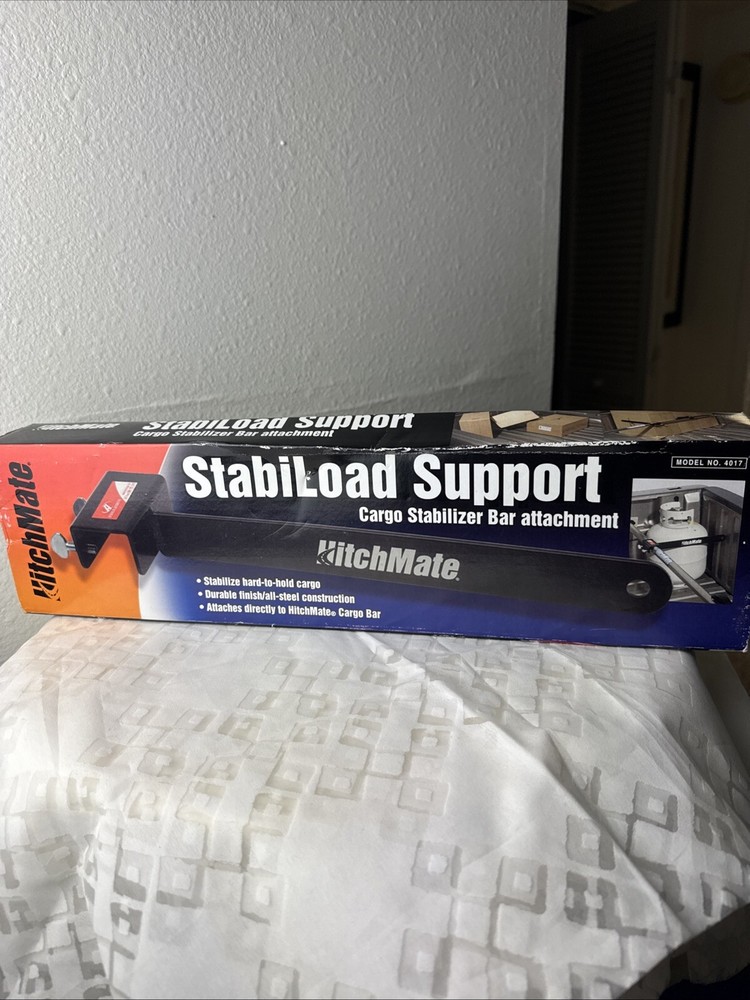 HitchMate
StabiLoad Support
Cargo Stabilizer Bar attachment
HitchMate®
StabiLoad Support
MODEL NO. 4017
Cargo Stabilizer Bar attachment
HitchMate®
HitchMate
• Stabilize hard-to-hold cargo
• Durable finish/all-steel construction
• Attaches directly to HitchMate® Cargo Bar